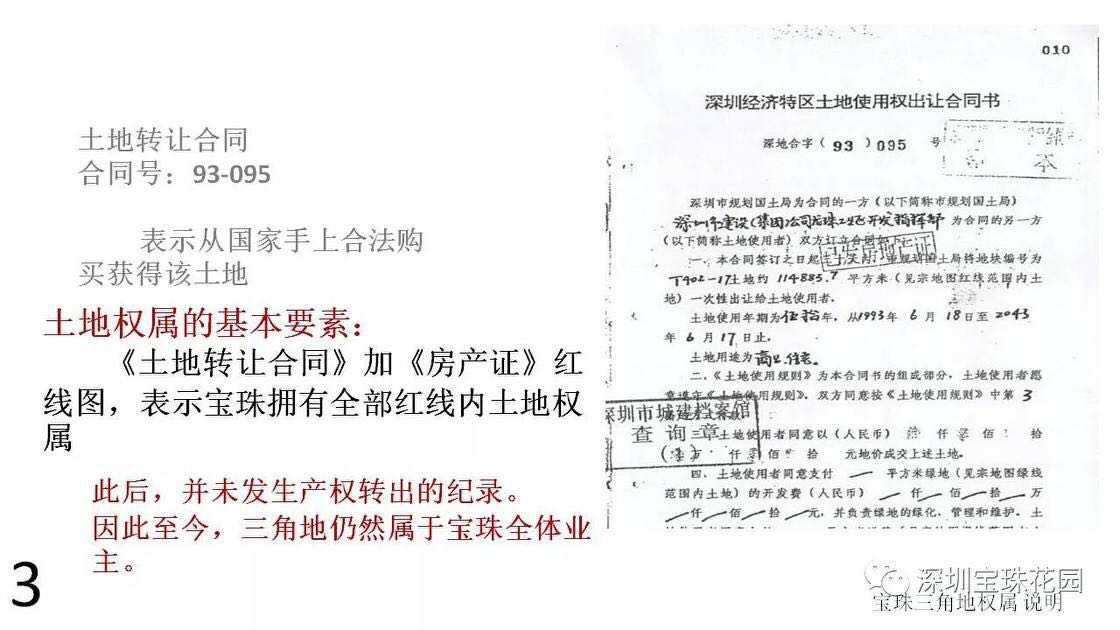 土地转让合同
合同号：93-095
表示从国家手上合法购
买获得该土地
土地权属的基本要素：
《土地转让合同》加《房产证》红
线图，表示宝珠拥有全部红线内土地权
属
此后，并未发生产权转出的纪录。
因此至今，三角地仍然属于宝珠全体业
主。
3
010
深圳经济特区土地使用权出让合同书
深地合字（93）095 号
本
深圳市规划国土局为合同的一方（以下简称市规划国土局）
深圳市建设（集团）公司宝珠工业区开发指挥部 为合同的另一方
（以下简称土地使用者）双方订立合同如下：
已发房地产证
一、本合同签订之日起 天内，市规划国土局将地块编号为
T402-17土地约 114883.7 平方米（见宗地图红线范围内土
地）一次性出让给土地使用者。
土地使用年期为伍拾年，从1993年 6 月 18日至 2043
年 6 月 17日止。
土地用途为商业、住宅。
二、《土地使用规则》为本合同书的组成部分，土地使用者愿
意遵守《土地使用规则》。双方同意按《土地使用规则》中第 3
深圳市城建档案馆
查询章
三、土地使用者同意以（人民币） 仟 佰 拾
万 仟 佰 拾 元地价成交上述土地。
四、土地使用者同意支付 — 平方米绿地（见宗地图绿线
范围内土地）的开发费（人民币） 仟 佰 拾 万
仟 佰 拾 元，并负责绿地的绿化、管理和维护。土
深圳宝珠花园
宝珠三角地权属 说明